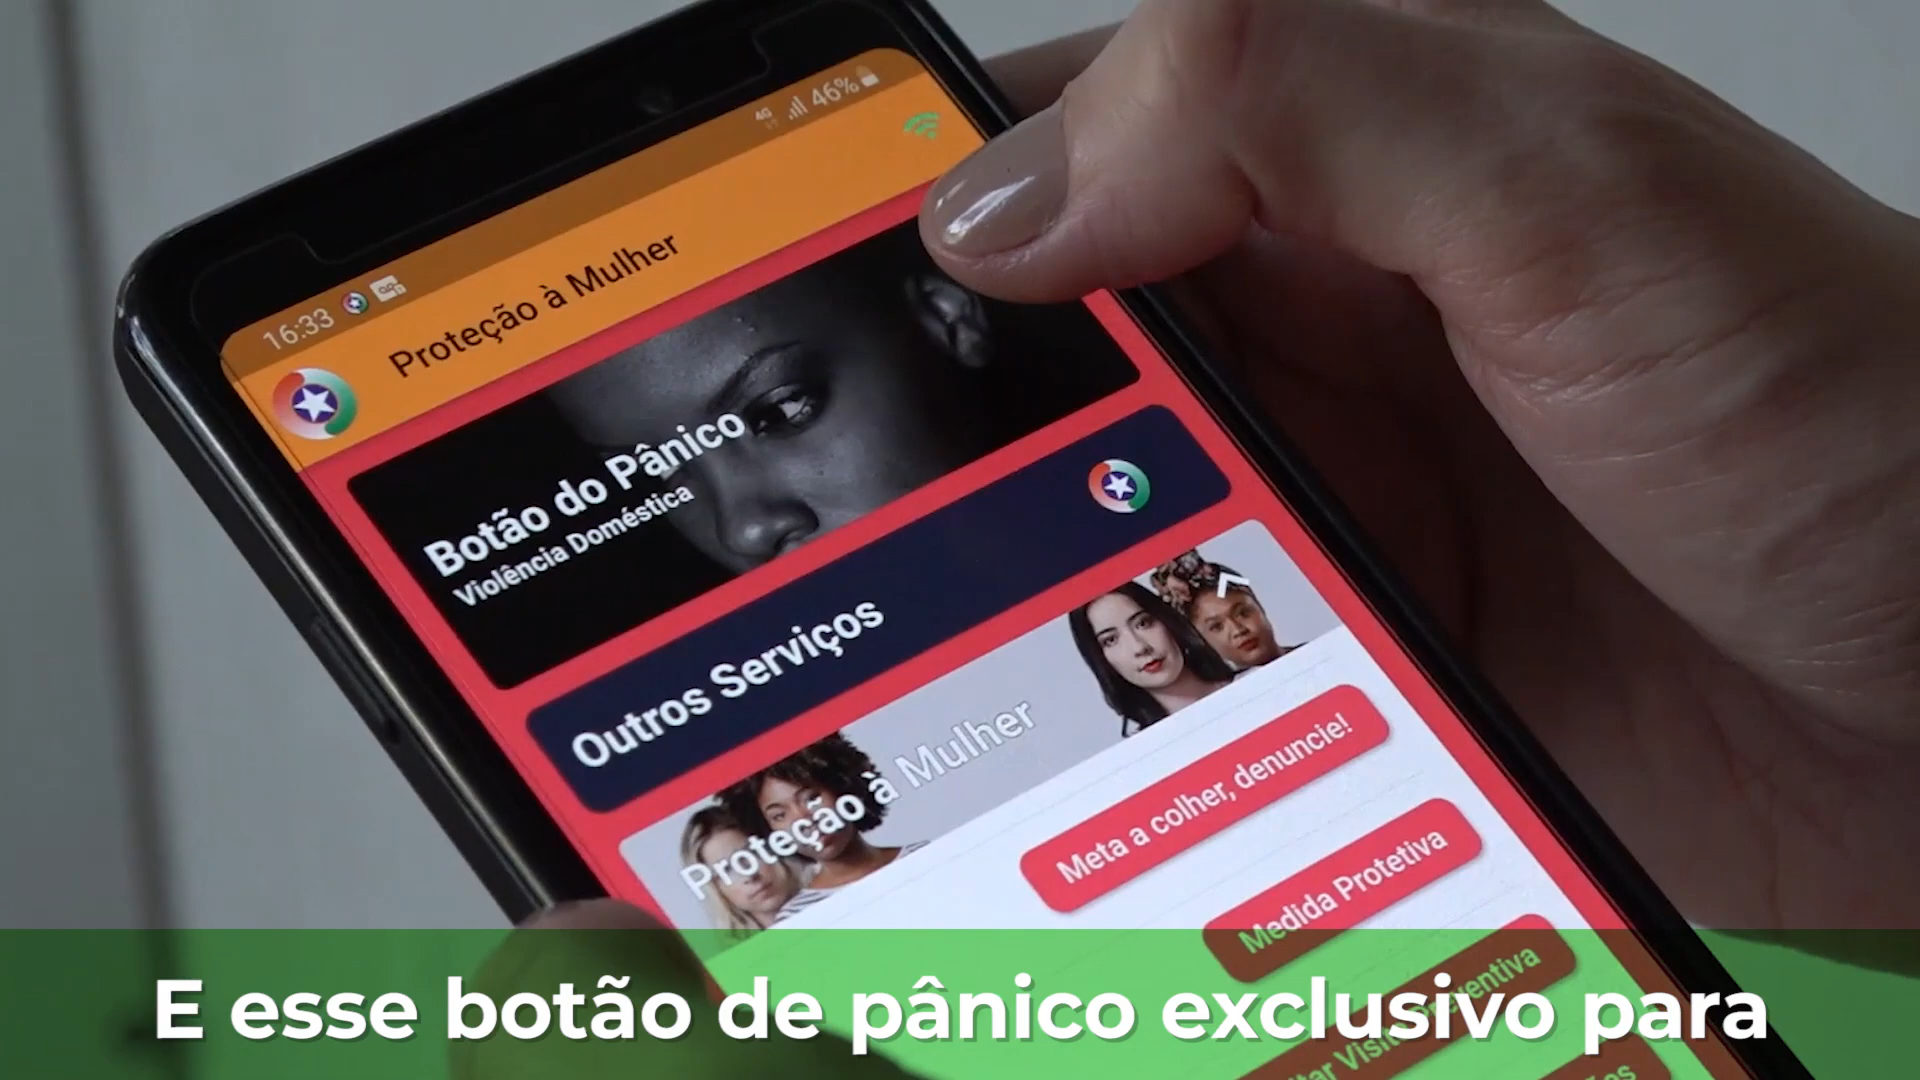 16:33
4G
46%
Proteção à Mulher
Botão do Pânico
Violência Doméstica
Outros Serviços
Proteção à Mulher
Meta a colher, denuncie!
Medida Protetiva
E esse botão de pânico exclusivo para